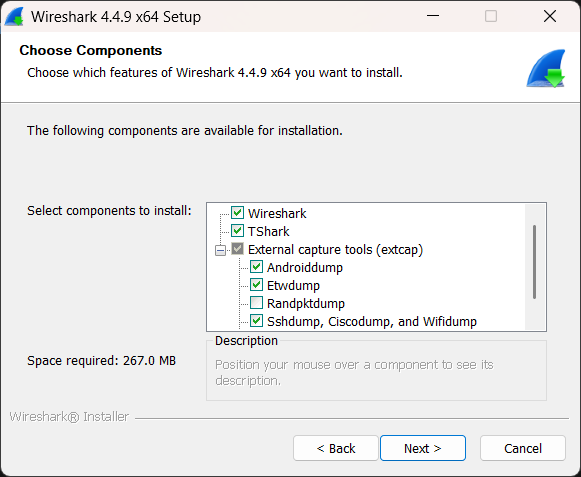 Wireshark 4.4.9 x64 Setup
Choose Components
Choose which features of Wireshark 4.4.9 x64 you want to install.
The following components are available for installation.
Select components to install:
Wireshark
TShark
External capture tools (extcap)
Androiddump
Etwdump
Randpktdump
Sshdump, Ciscodump, and Wifidump
Space required: 267.0 MB
Description
Position your mouse over a component to see its
description.
Wireshark® Installer
< Back
Next >
Cancel